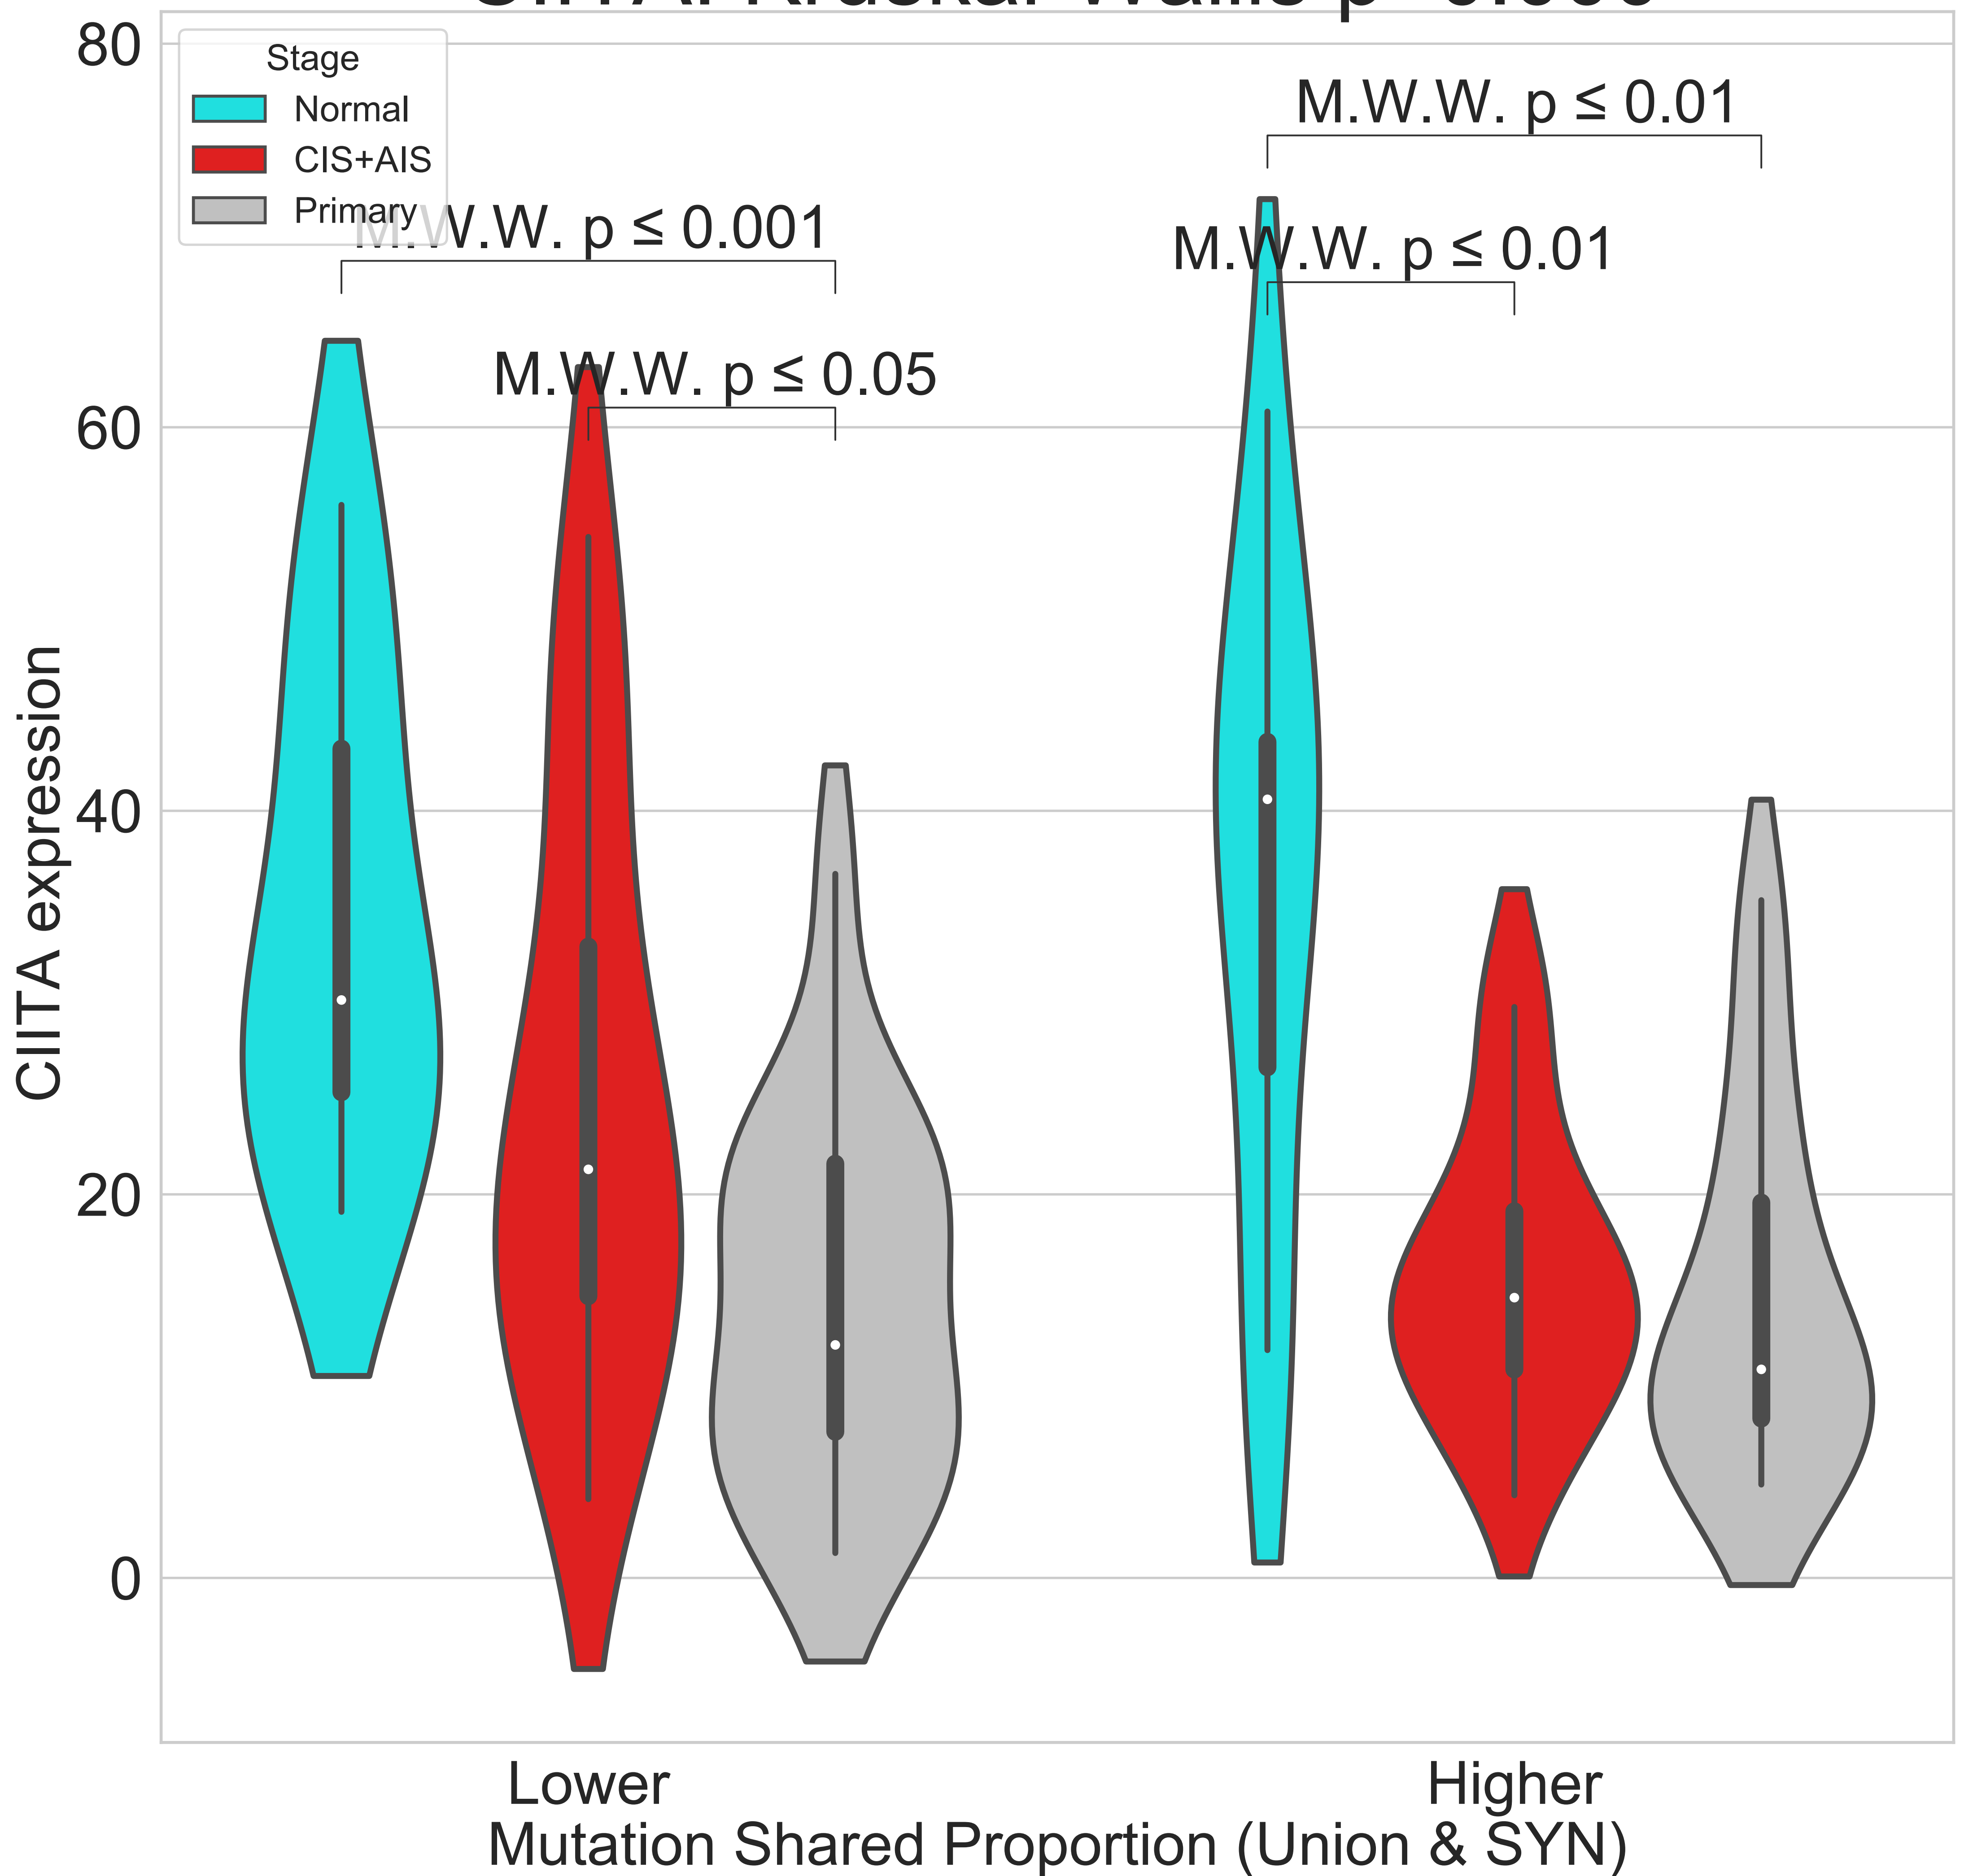 80
60
40
20
0
CIITA expression
Stage
Normal
CIS+AIS
Primary
M.W.W. p ≤ 0.01
M.W.W. p ≤ 0.001
M.W.W. p ≤ 0.01
M.W.W. p ≤ 0.05
Lower
Higher
Mutation Shared Proportion (Union & SYN)